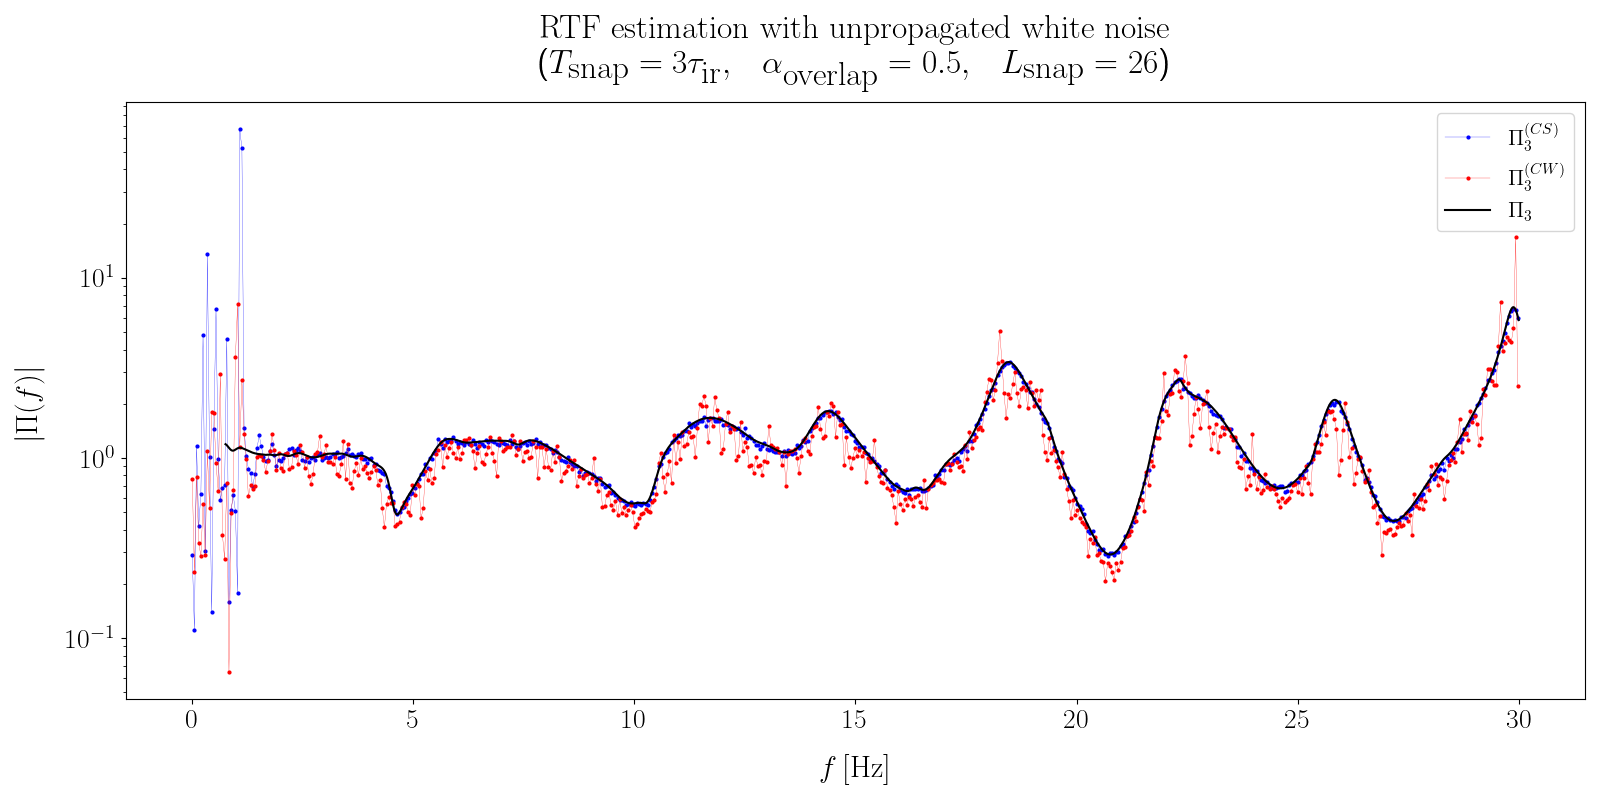 RTF estimation with unpropagated white noise
(T_snap = 3τ_ir,   α_overlap = 0.5,   L_snap = 26)
Π_3^(CS)
Π_3^(CW)
Π_3
|Π(f)|
10^1
10^0
10^−1
0 5 10 15 20 25 30
f [Hz]